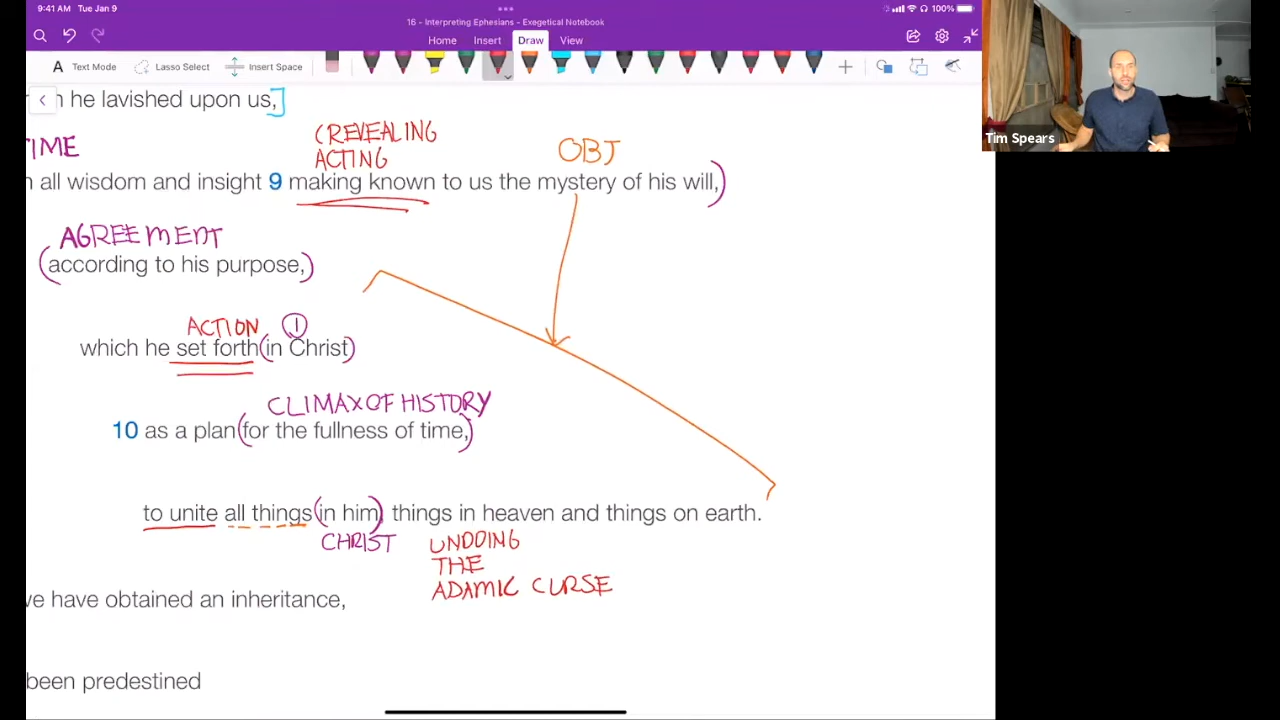 9:41 AM Tue Jan 9
100%
16 - Interpreting Ephesians - Exegetical Notebook
Home Insert Draw View
A Text Mode Lasso Select Insert Space
he lavished upon us,]
TIME
(REVEALING
ACTING
OBJ
all wisdom and insight 9 making known to us the mystery of his will,)
AGREEMENT
(according to his purpose,)
ACTION 1
which he set forth (in Christ)
CLIMAX OF HISTORY
10 as a plan (for the fullness of time,)
to unite all things (in him) things in heaven and things on earth.
CHRIST
UNDOING
THE
ADAMIC CURSE
we have obtained an inheritance,
been predestined
Tim Spears